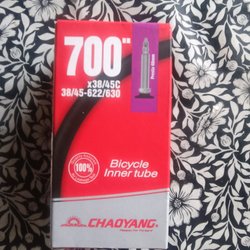 700"
x38/45C
38/45-622/630
100%
Bicycle
Inner tube
CHAOYANG